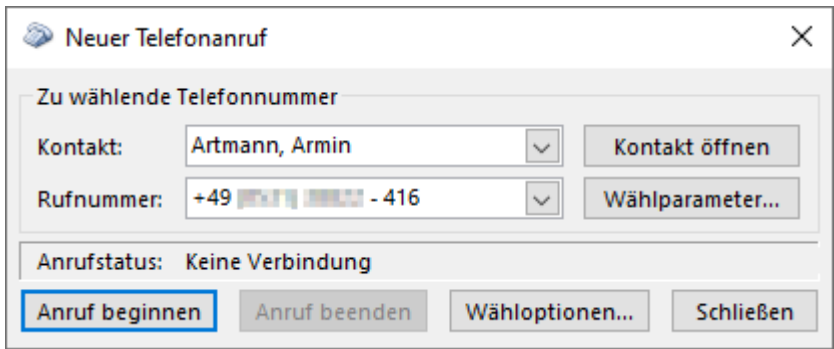 Neuer Telefonanruf
Zu wählende Telefonnummer
Kontakt: Artmann, Armin Kontakt öffnen
Rufnummer: +49 - 416 Wählparameter...
Anrufstatus: Keine Verbindung
Anruf beginnen Anruf beenden Wähloptionen... Schließen